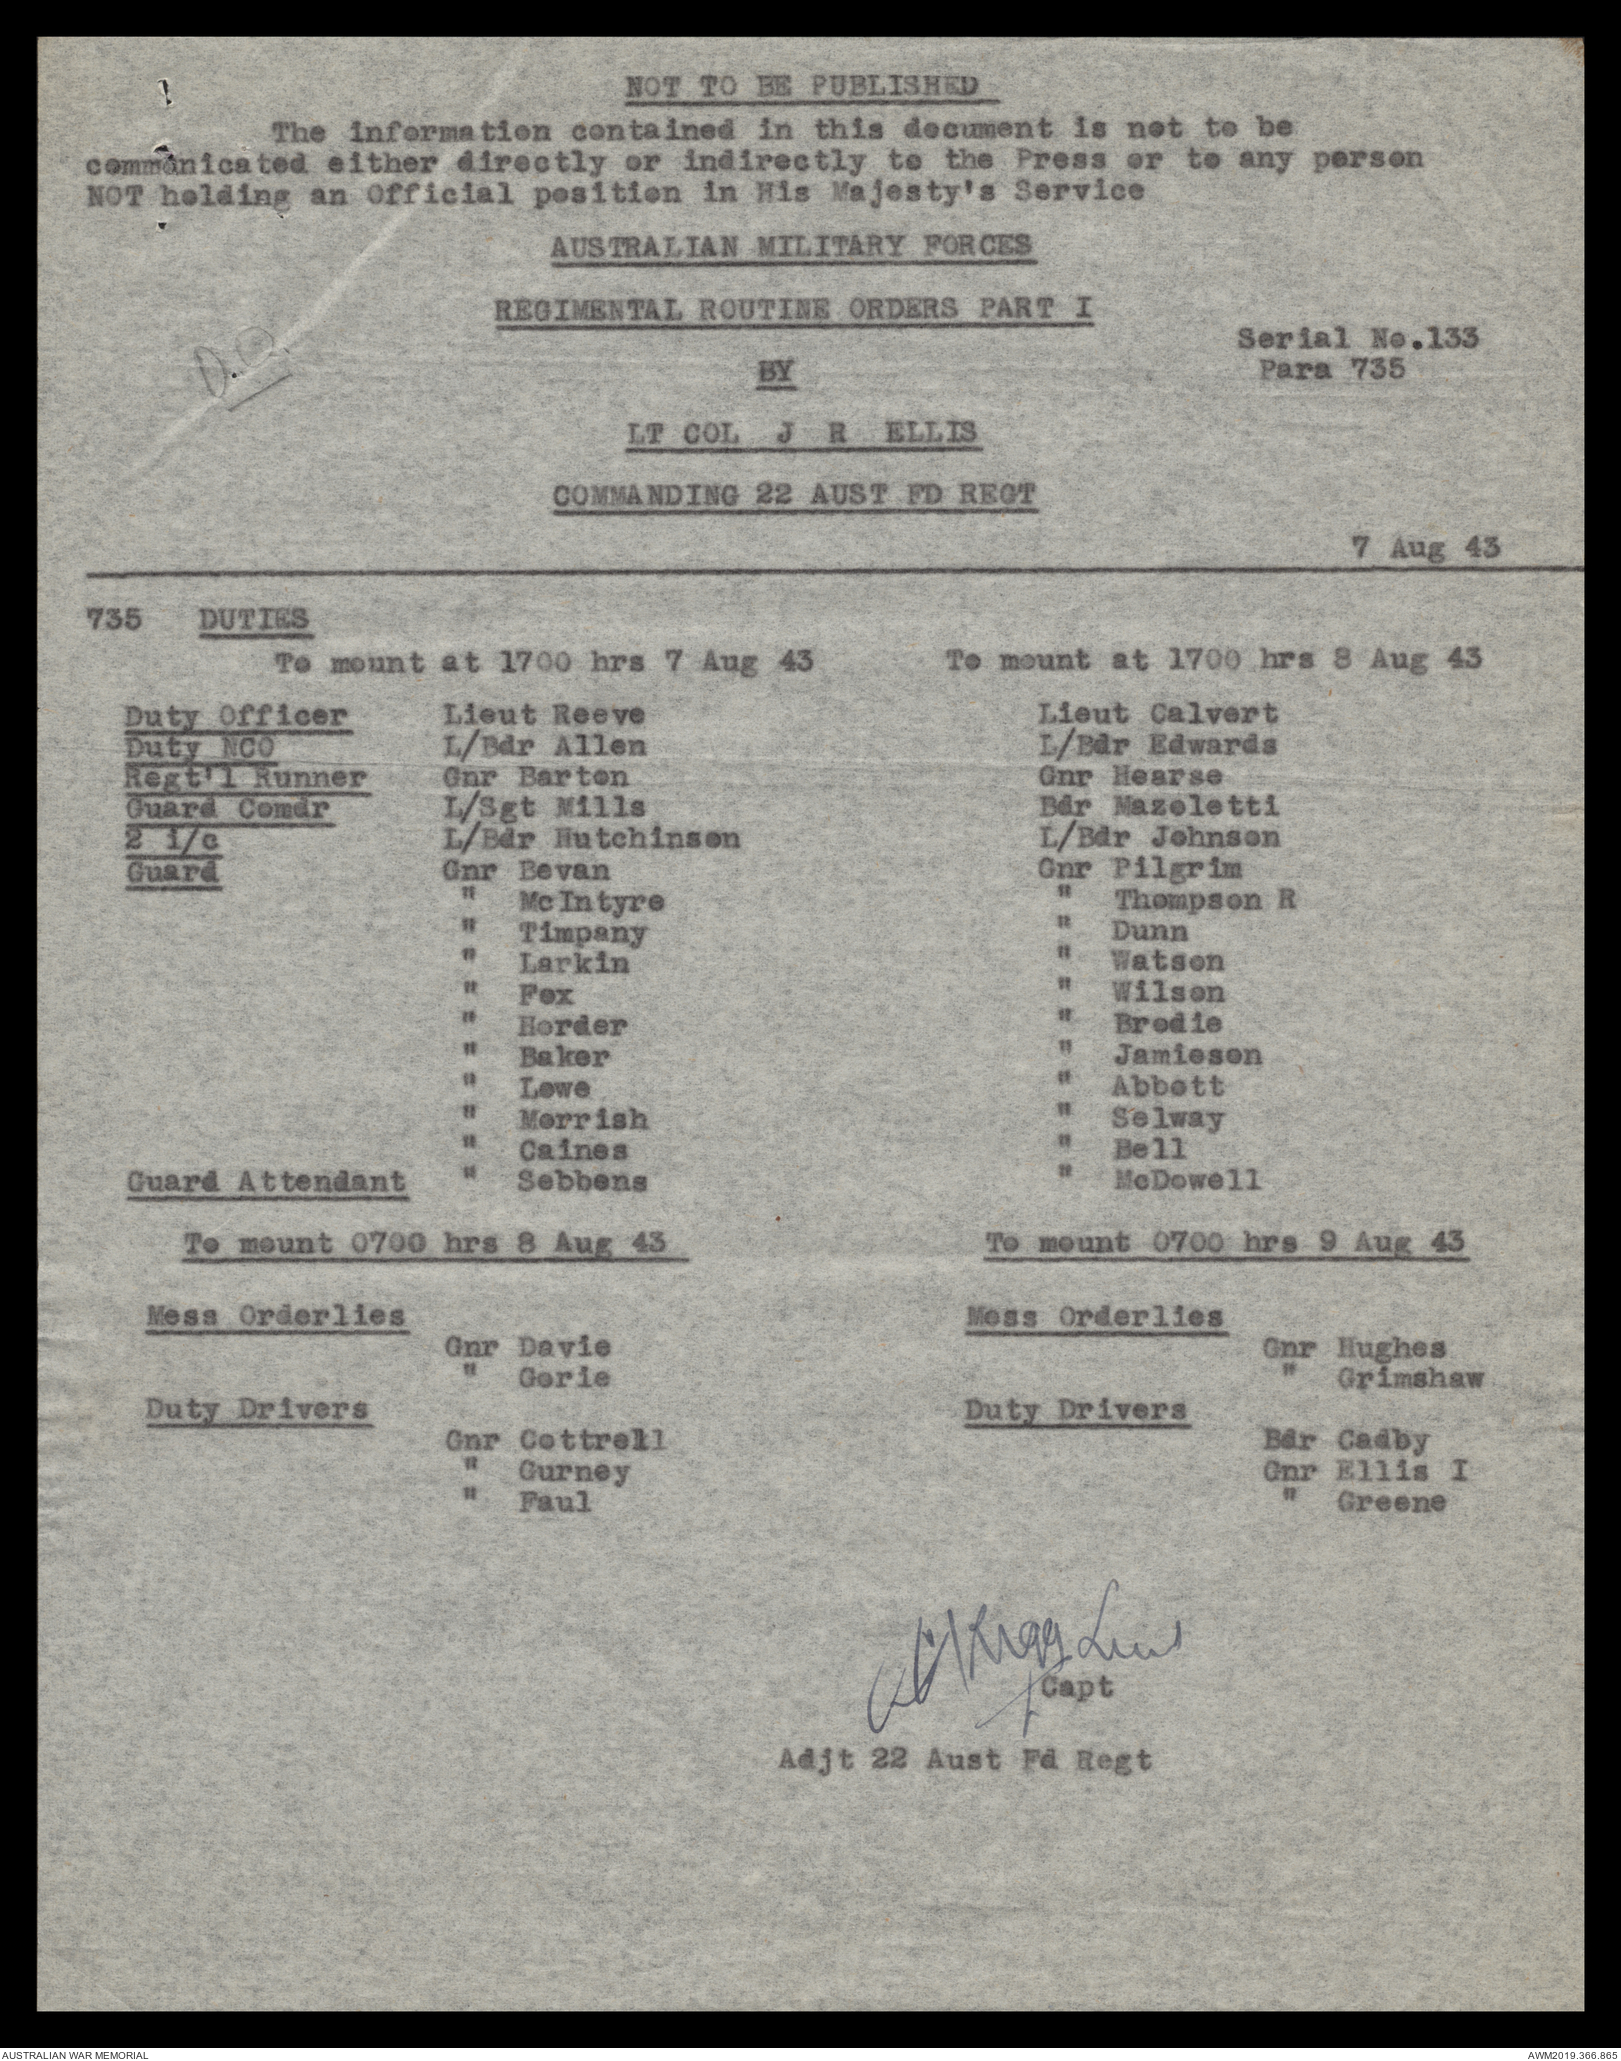 NOT TO BE PUBLISHED
The information contained in this document is not to be
communicated either directly or indirectly to the Press or to any person
NOT holding an Official position in His Majesty's Service
AUSTRALIAN MILITARY FORCES
REGIMENTAL ROUTINE ORDERS PART I
Serial No.133
D.O.
BY
Para 735
LT COL J R ELLIS
COMMANDING 22 AUST FD REGT
7 Aug 43
735 DUTIES
To mount at 1700 hrs 7 Aug 43 To mount at 1700 hrs 8 Aug 43
Duty Officer Lieut Reeve Lieut Calvert
Duty NCO L/Bdr Allen L/Bdr Edwards
Regt'l Runner Gnr Barton Gnr Hearse
Guard Comdr L/Sgt Mills Bdr Mazoletti
2 i/c L/Bdr Hutchinson L/Bdr Johnson
Guard Gnr Bevan Gnr Pilgrim
" McIntyre " Thompson R
" Timpany " Dunn
" Larkin " Watson
" Fox " Wilson
" Horder " Brodie
" Baker " Jamieson
" Lowe " Abbott
" Morrish " Selway
" Caines " Bell
Guard Attendant " Sebbens " McDowell
To mount 0700 hrs 8 Aug 43 To mount 0700 hrs 9 Aug 43
Mess Orderlies Mess Orderlies
Gnr Davie Gnr Hughes
" Gorie " Grimshaw
Duty Drivers Duty Drivers
Gnr Cottrell Bdr Cadby
" Gurney Gnr Ellis I
" Faul " Greene
Capt
Adjt 22 Aust Fd Regt
AUSTRALIAN WAR MEMORIAL AWM2019.366.865